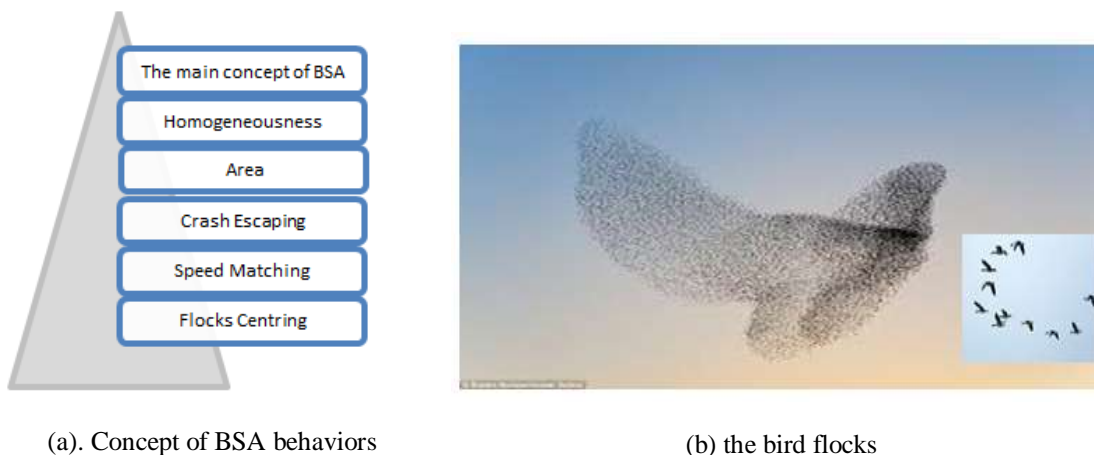 The main concept of BSA
Homogeneousness
Area
Crash Escaping
Speed Matching
Flocks Centring
(a). Concept of BSA behaviors
(b) the bird flocks